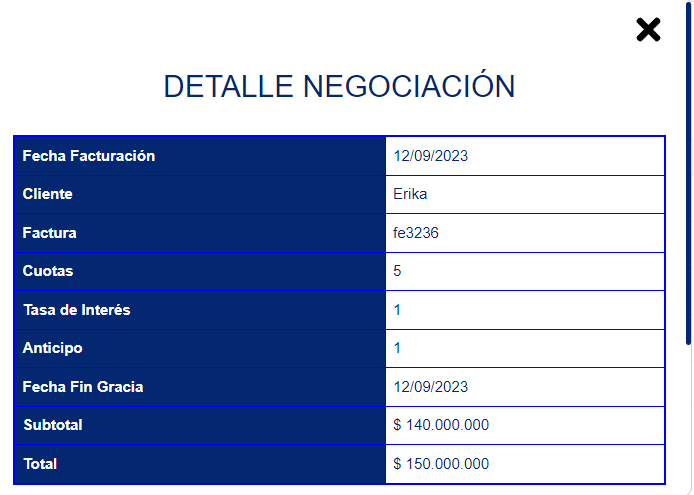 DETALLE NEGOCIACIÓN
Fecha Facturación 12/09/2023
Cliente Erika
Factura fe3236
Cuotas 5
Tasa de Interés 1
Anticipo 1
Fecha Fin Gracia 12/09/2023
Subtotal $ 140.000.000
Total $ 150.000.000